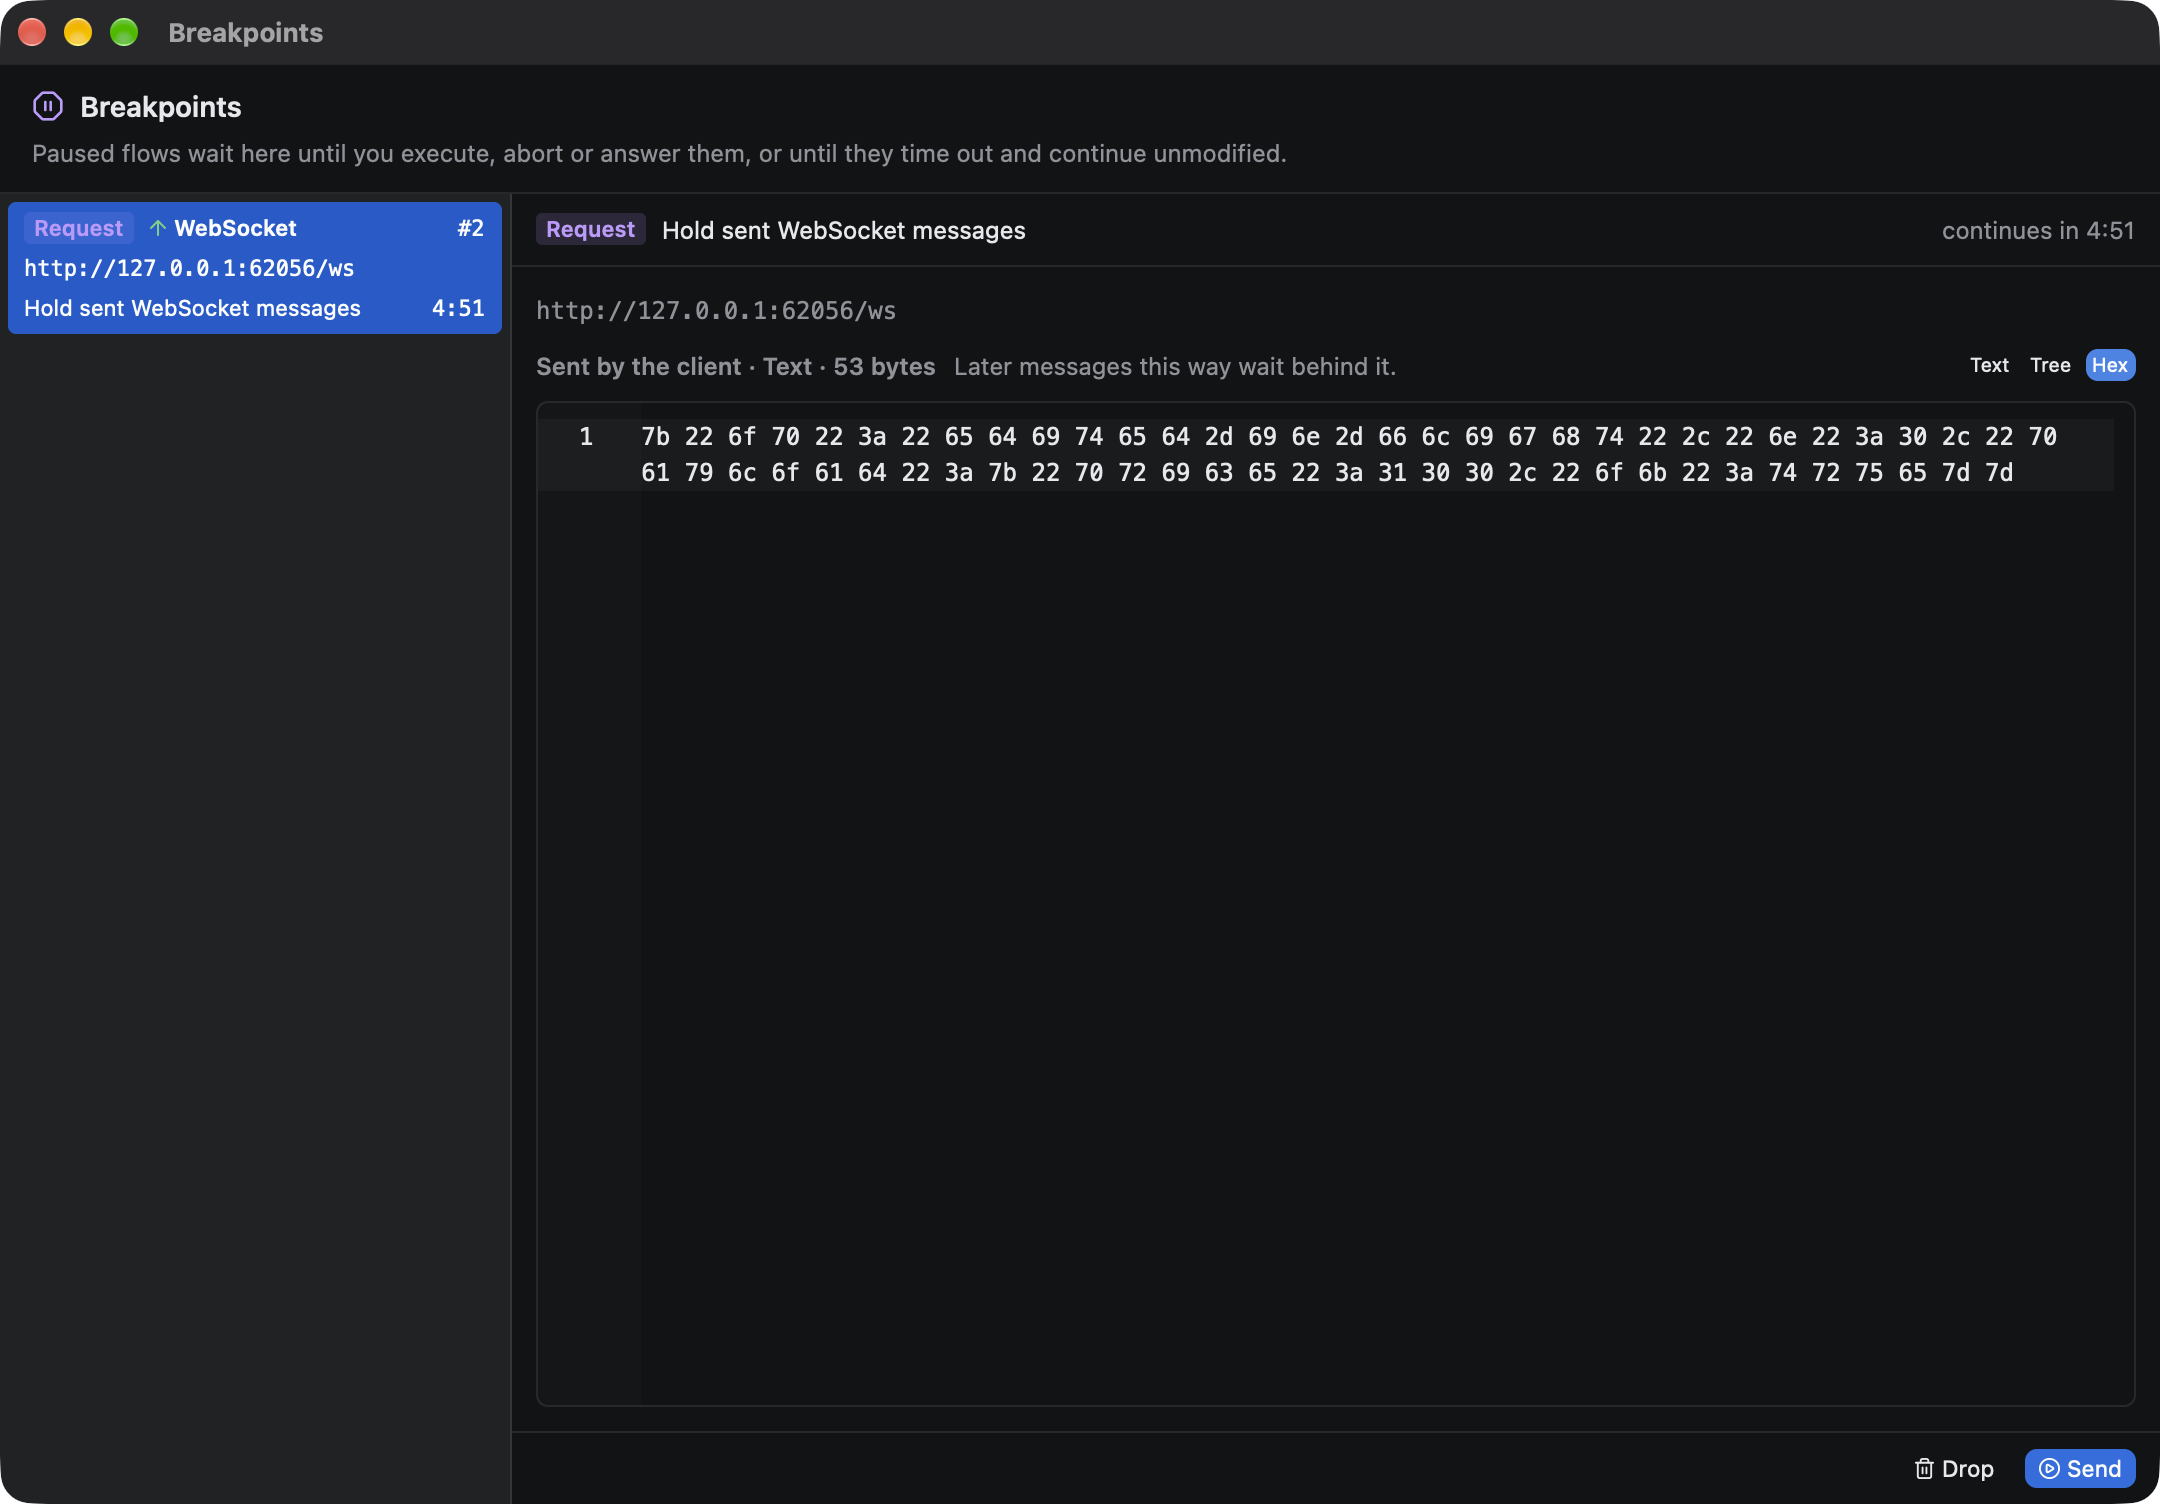 Breakpoints
Breakpoints
Paused flows wait here until you execute, abort or answer them, or until they time out and continue unmodified.
Request ↑ WebSocket #2
http://127.0.0.1:62056/ws
Hold sent WebSocket messages 4:51
Request Hold sent WebSocket messages continues in 4:51
http://127.0.0.1:62056/ws
Sent by the client · Text · 53 bytes Later messages this way wait behind it. Text Tree Hex
1 7b 22 6f 70 22 3a 22 65 64 69 74 65 64 2d 69 6e 2d 66 6c 69 67 68 74 22 2c 22 6e 22 3a 30 2c 22 70
61 79 6c 6f 61 64 22 3a 7b 22 70 72 69 63 65 22 3a 31 30 30 2c 22 6f 6b 22 3a 74 72 75 65 7d 7d
Drop Send